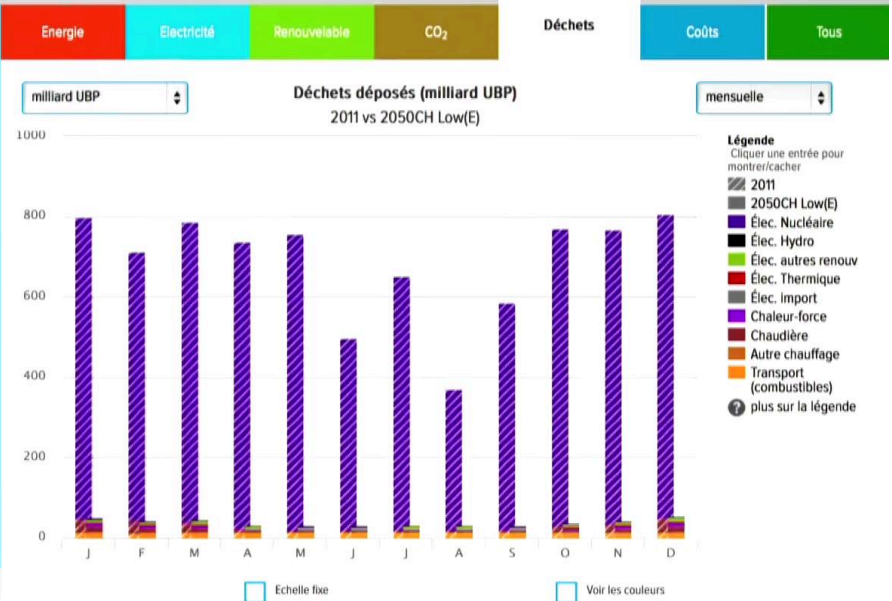 Energie
Electricité
Renouvelable
CO₂
Déchets
Coûts
Tous
milliard UBP
Déchets déposés (milliard UBP)
mensuelle
2011 vs 2050CH Low(E)
1000
800
600
400
200
0
J F M A M J J A S O N D
Légende
Cliquer une entrée pour
montrer/cacher
2011
2050CH Low(E)
Élec. Nucléaire
Élec. Hydro
Élec. autres renouv
Élec. Thermique
Élec. Import
Chaleur-force
Chaudière
Autre chauffage
Transport
(combustibles)
? plus sur la légende
Echelle fixe
Voir les couleurs